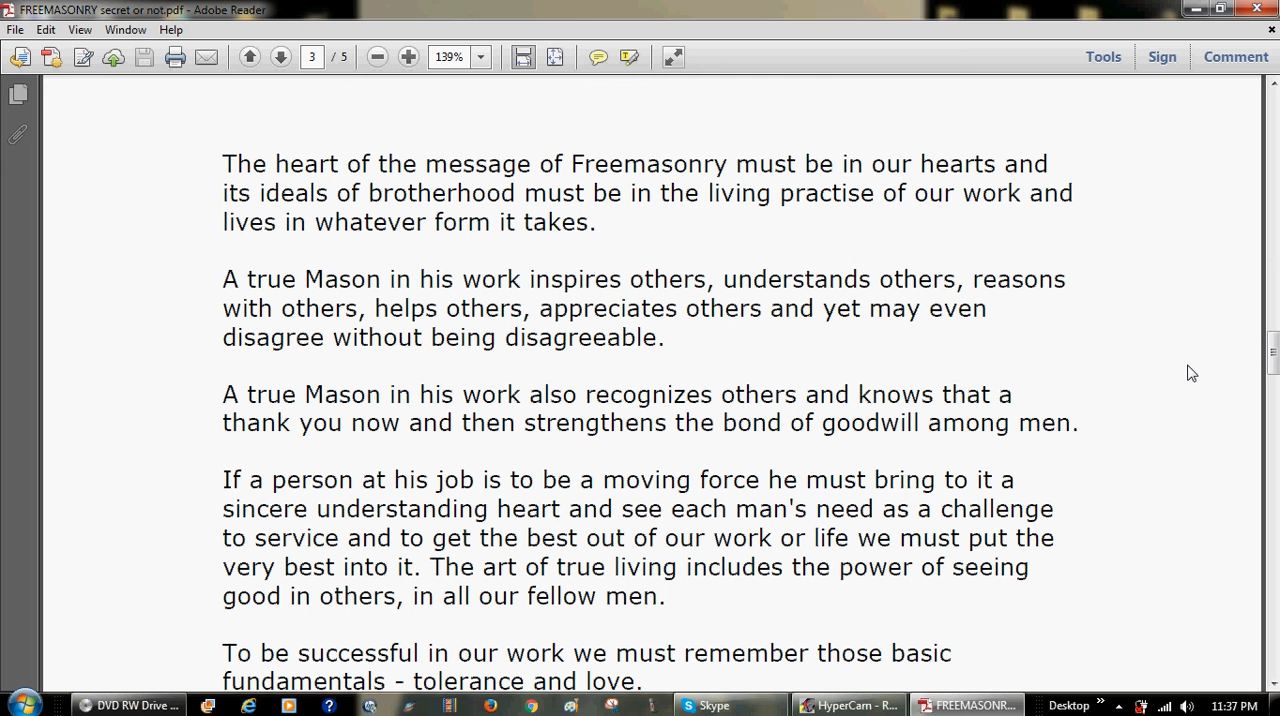 FREEMASONRY secret or not.pdf - Adobe Reader
File Edit View Window Help
3 / 5 139% Tools Sign Comment
The heart of the message of Freemasonry must be in our hearts and
its ideals of brotherhood must be in the living practise of our work and
lives in whatever form it takes.
A true Mason in his work inspires others, understands others, reasons
with others, helps others, appreciates others and yet may even
disagree without being disagreeable.
A true Mason in his work also recognizes others and knows that a
thank you now and then strengthens the bond of goodwill among men.
If a person at his job is to be a moving force he must bring to it a
sincere understanding heart and see each man's need as a challenge
to service and to get the best out of our work or life we must put the
very best into it. The art of true living includes the power of seeing
good in others, in all our fellow men.
To be successful in our work we must remember those basic
fundamentals - tolerance and love.
DVD RW Drive ... Skype HyperCam - R... FREEMASONR... Desktop 11:37 PM